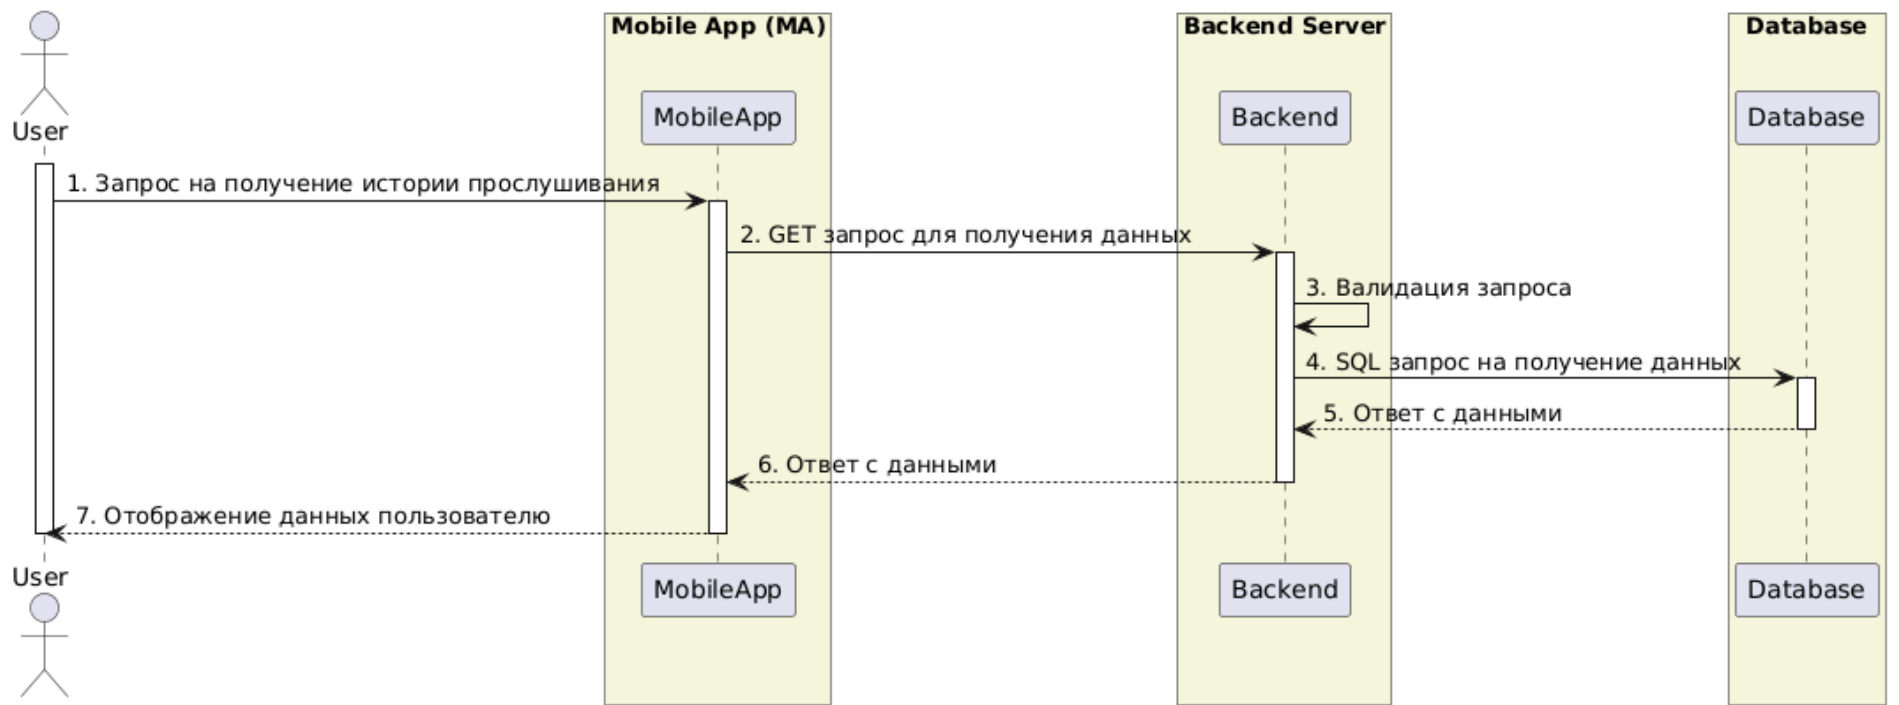 Mobile App (MA)
Backend Server
Database
User
MobileApp
Backend
Database
1. Запрос на получение истории прослушивания
2. GET запрос для получения данных
3. Валидация запроса
4. SQL запрос на получение данных
5. Ответ с данными
6. Ответ с данными
7. Отображение данных пользователю
User
MobileApp
Backend
Database